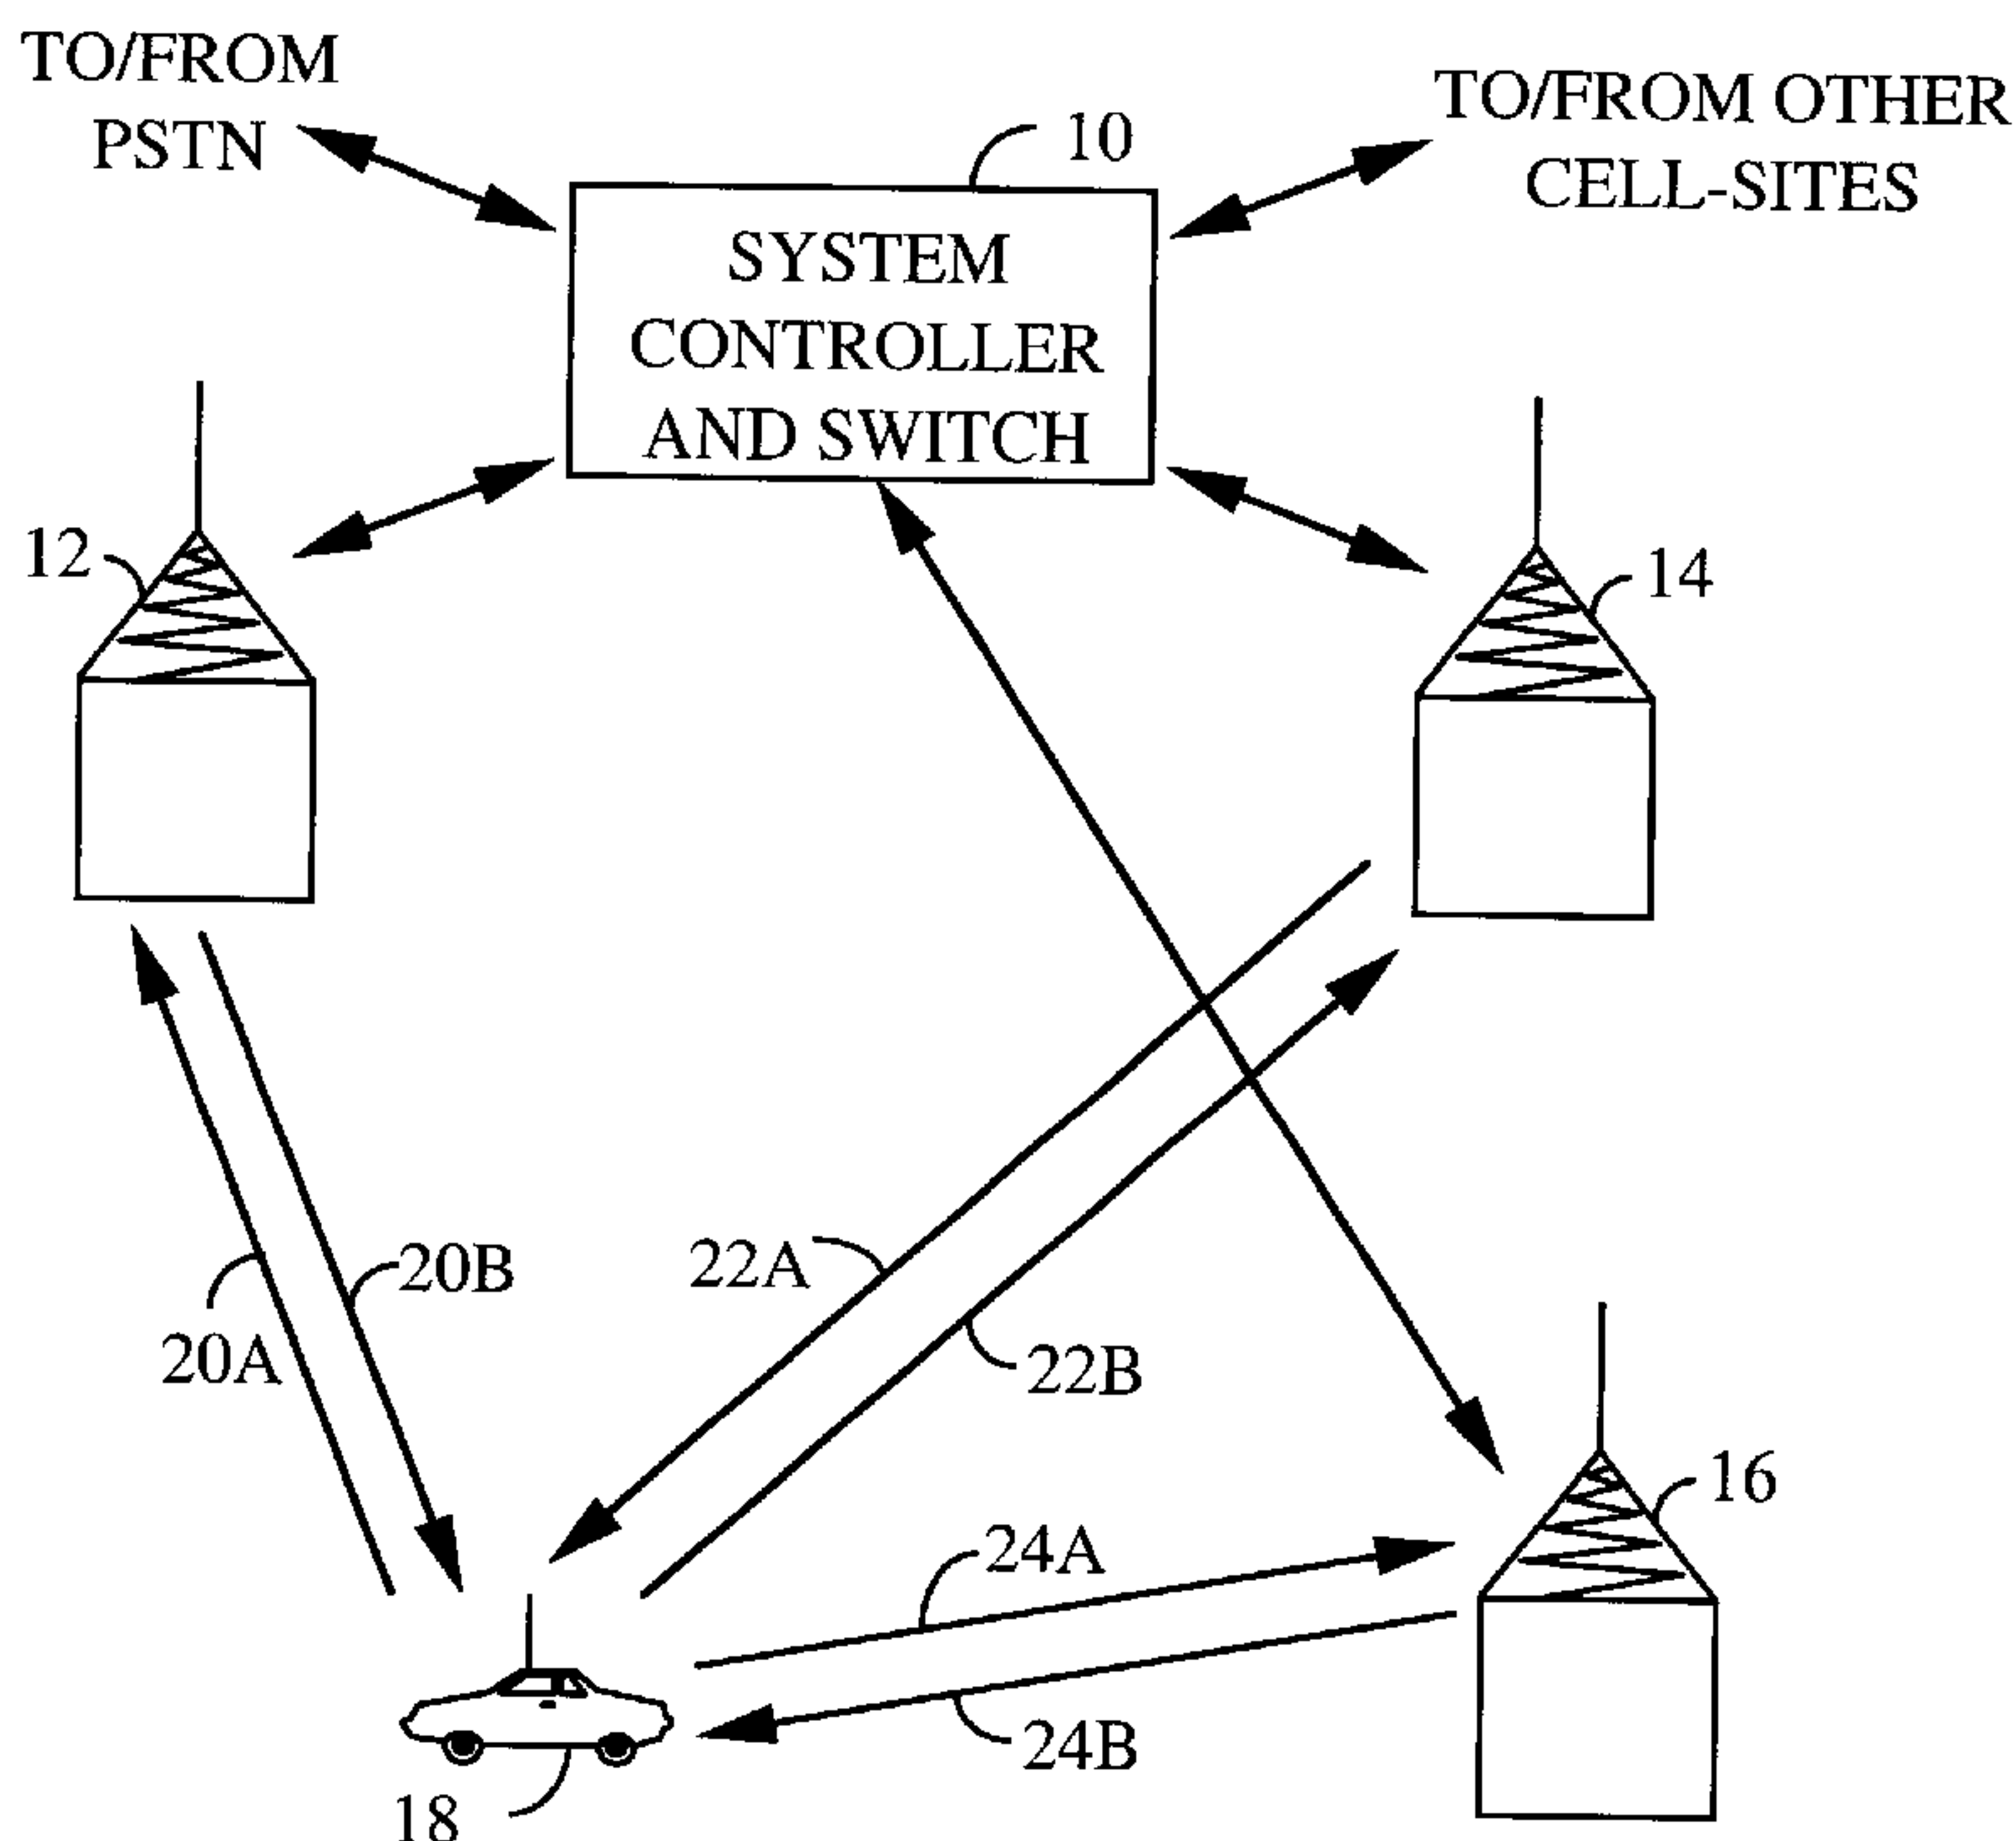 TO/FROM
PSTN
TO/FROM OTHER
CELL-SITES
10
SYSTEM
CONTROLLER
AND SWITCH
12
14
20B
22A
20A
22B
16
24A
24B
18